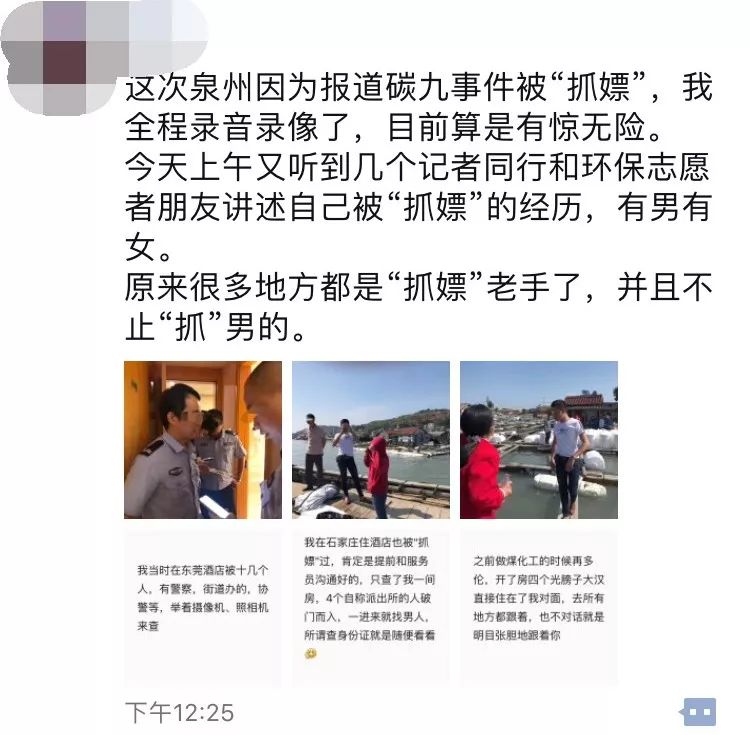 这次泉州因为报道碳九事件被“抓嫖”，我
全程录音录像了，目前算是有惊无险。
今天上午又听到几个记者同行和环保志愿
者朋友讲述自己被“抓嫖”的经历，有男有
女。
原来很多地方都是“抓嫖”老手了，并且不
止“抓”男的。
我当时在东莞酒店被十几个
人，有警察，街道办的，协
警等，举着摄像机、照相机
来查
我在石家庄住酒店也被"抓
嫖"过，肯定是提前和服务
员沟通好的，只查了我一间
房，4个自称派出所的人破
门而入，一进来就找男人，
所谓查身份证就是随便看看
之前做煤化工的时候再多
伦，开了房四个光膀子大汉
直接住在了我对面，去所有
地方都跟着，也不对话就是
明目张胆地跟着你
下午12:25